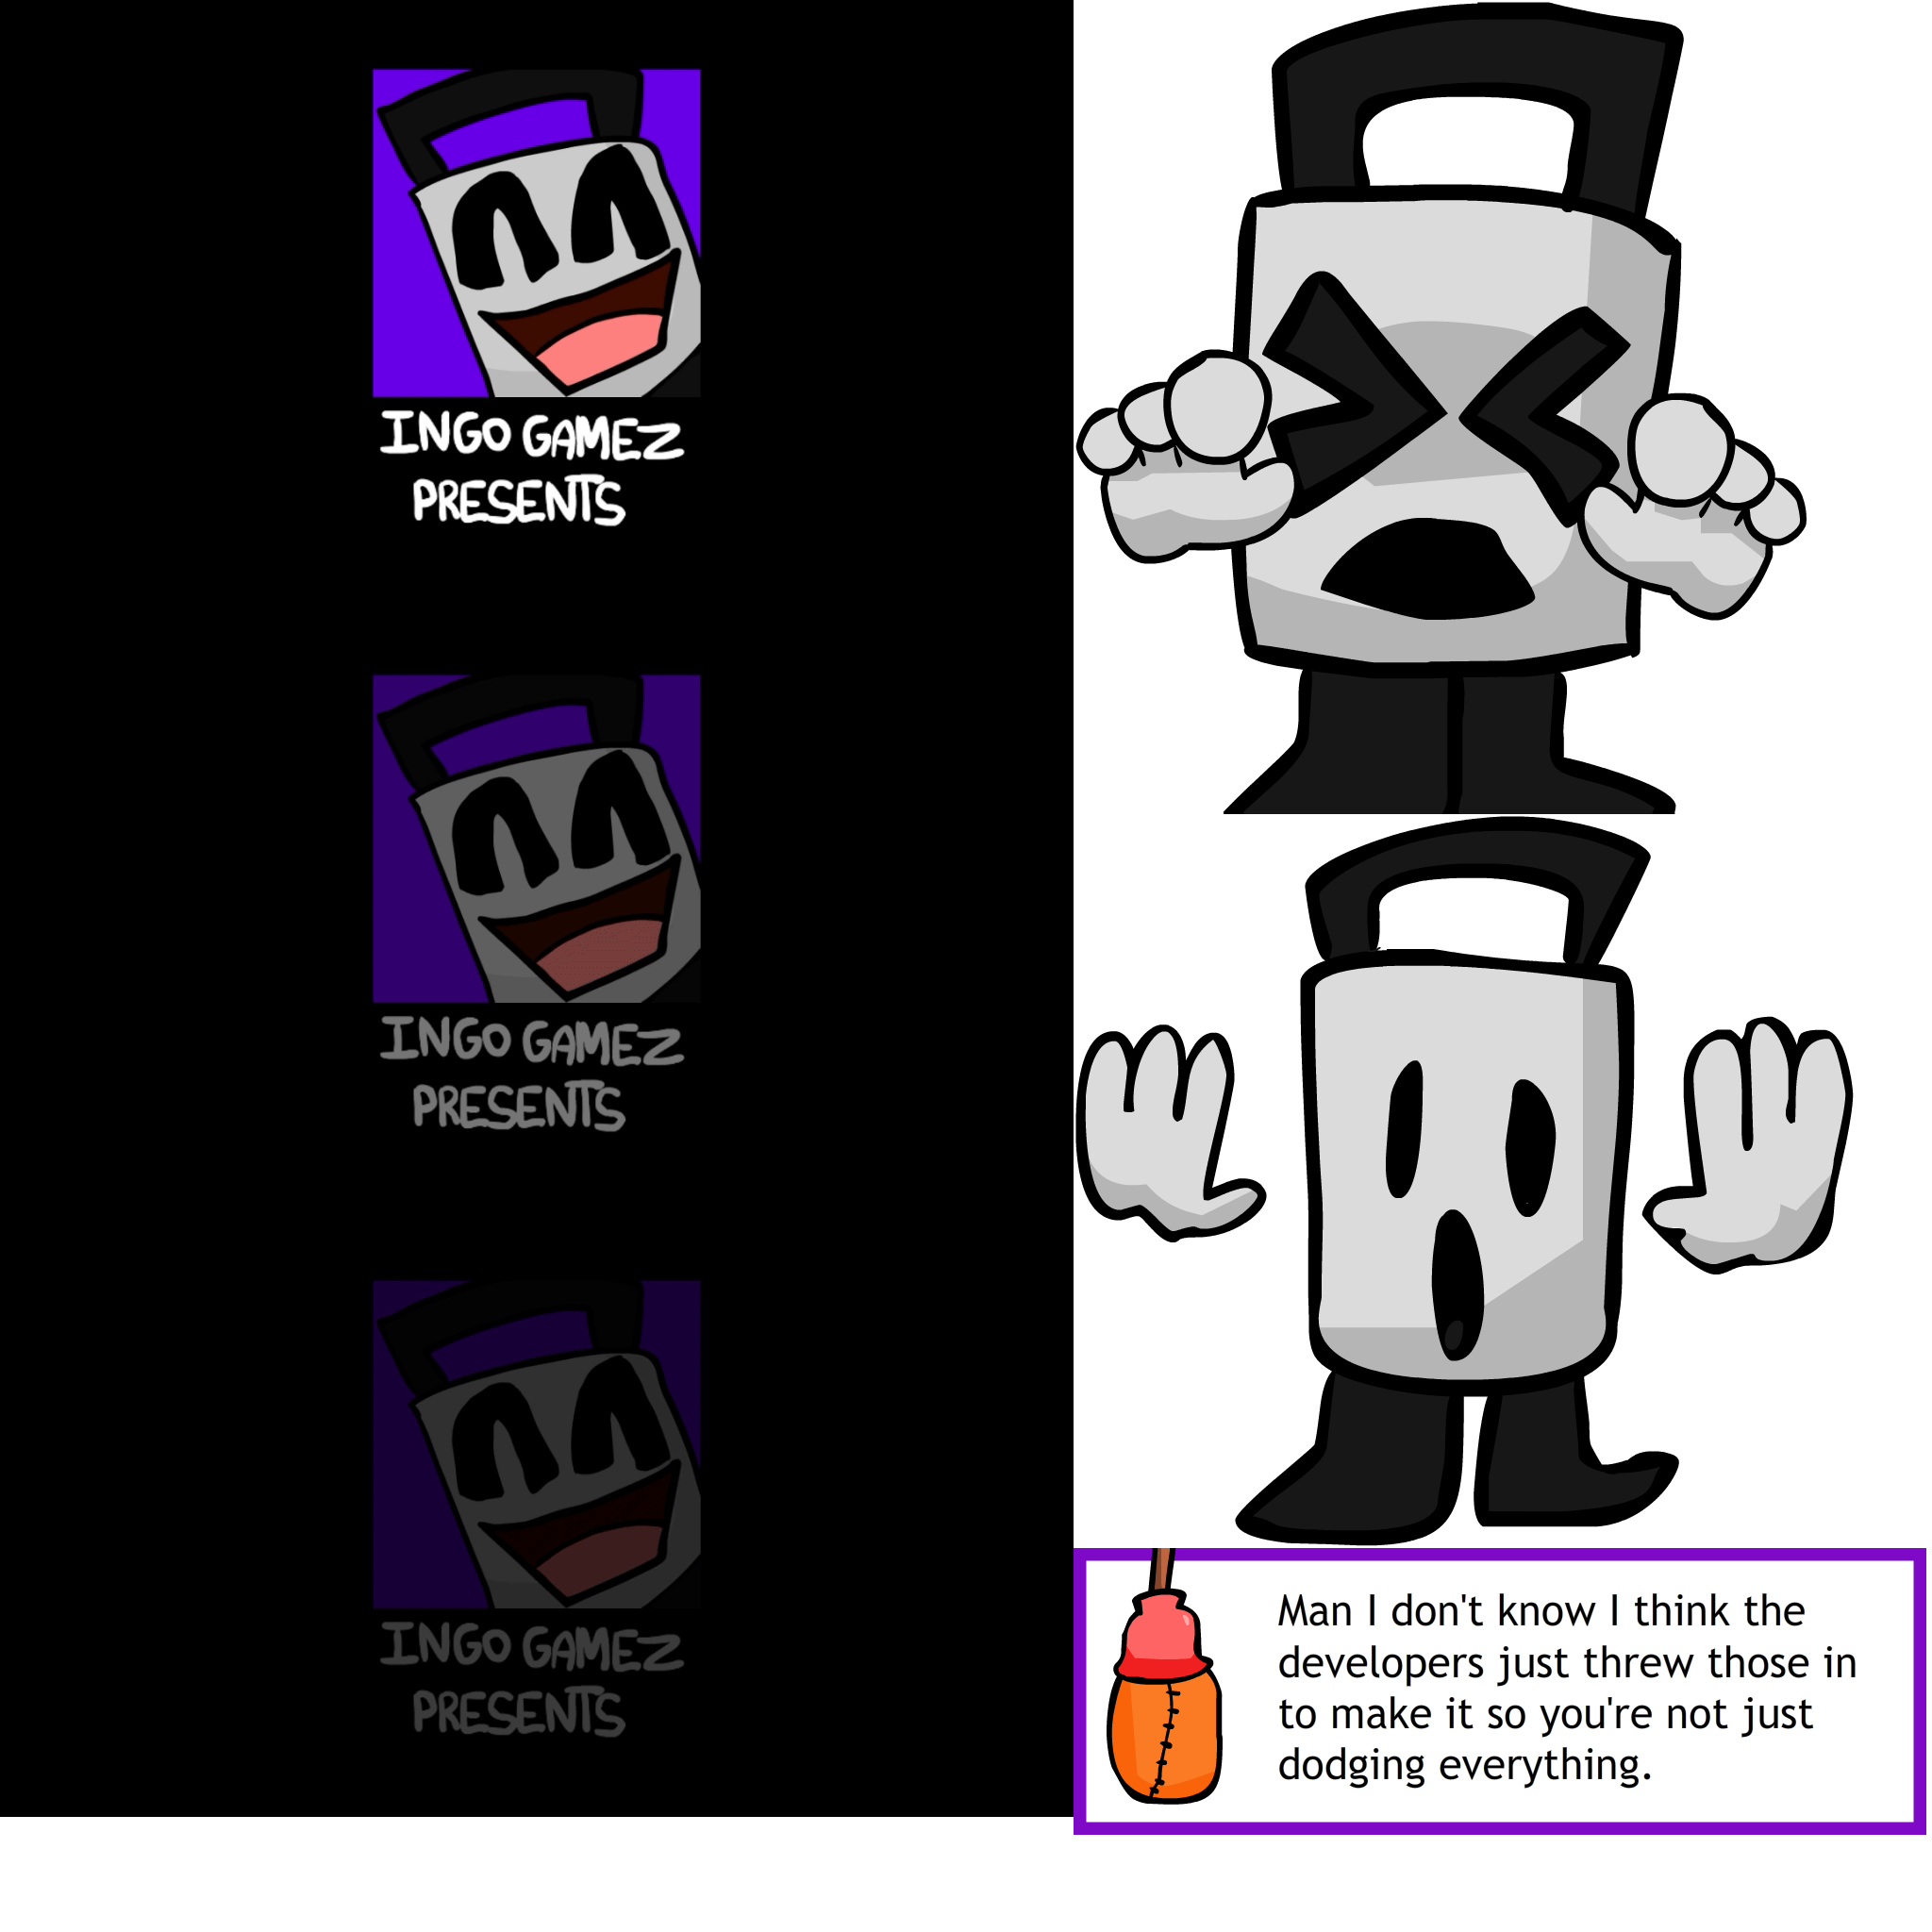 INGO GAMEZ
PRESENTS
INGO GAMEZ
PRESENTS
INGO GAMEZ
PRESENTS
Man I don't know I think the
developers just threw those in
to make it so you're not just
dodging everything.